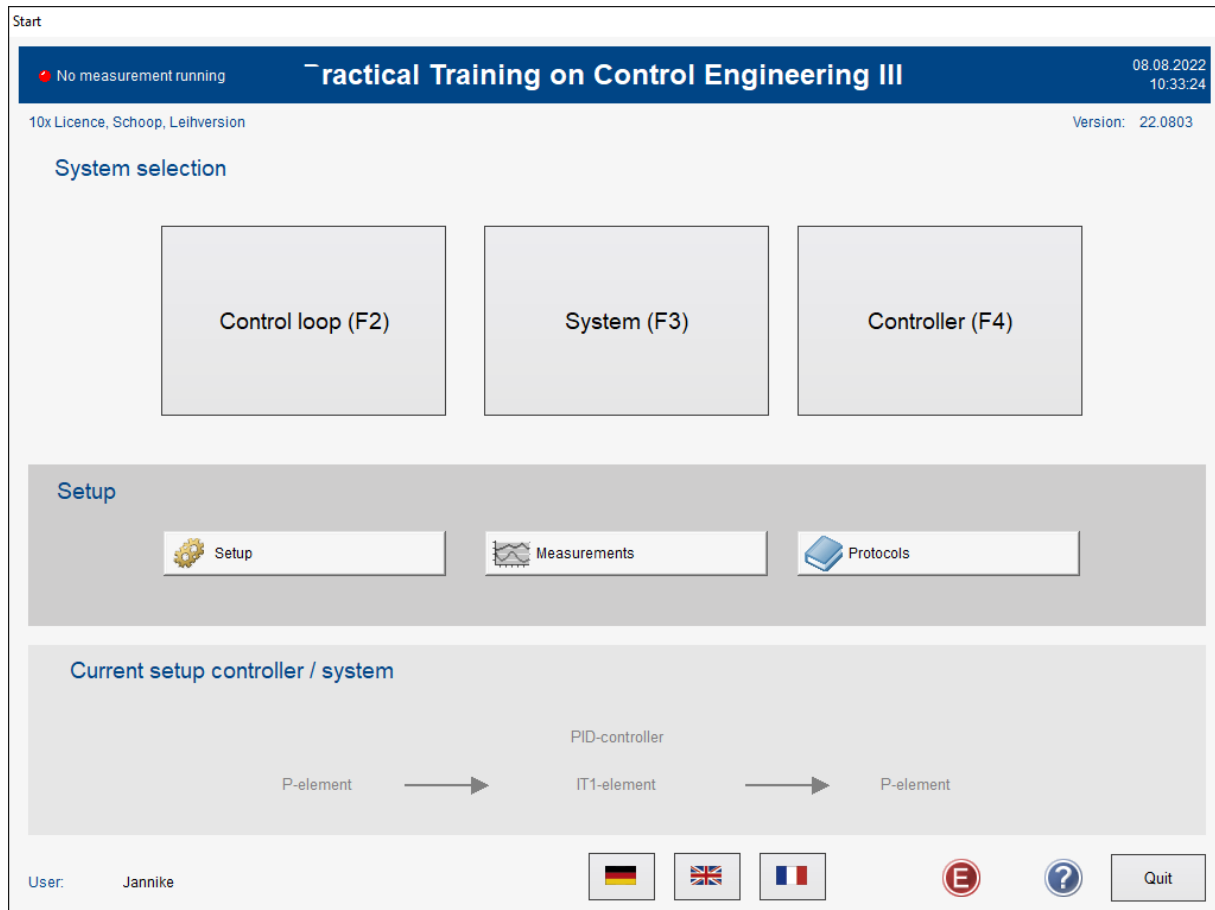 Start
No measurement running
ractical Training on Control Engineering III
08.08.2022
10:33:24
10x Licence, Schoop, Leihversion
Version: 22.0803
System selection
Control loop (F2)
System (F3)
Controller (F4)
Setup
Setup
Measurements
Protocols
Current setup controller / system
PID-controller
P-element
IT1-element
P-element
User: Jannike
E
?
Quit